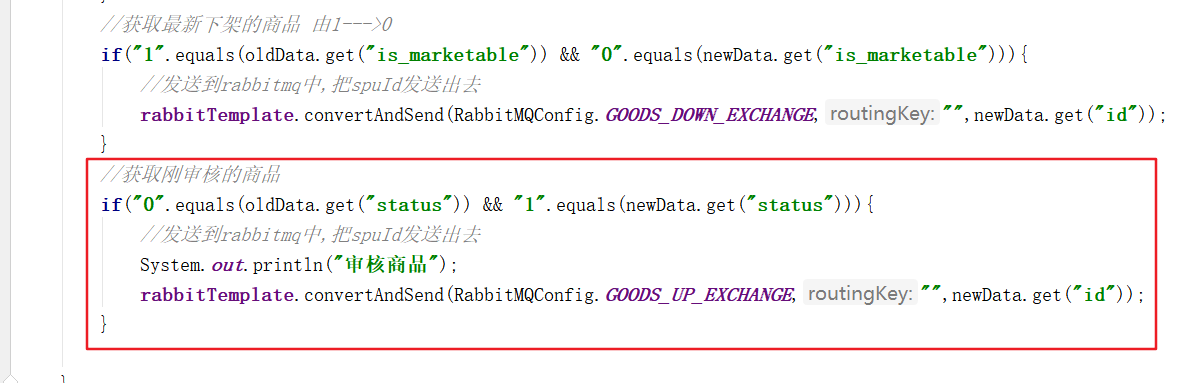 //获取最新下架的商品 由1--->0
if("1".equals(oldData.get("is_marketable")) && "0".equals(newData.get("is_marketable"))){
//发送到rabbitmq中,把spuId发送出去
rabbitTemplate.convertAndSend(RabbitMQConfig.GOODS_DOWN_EXCHANGE, routingKey: "",newData.get("id"));
}
//获取刚审核的商品
if("0".equals(oldData.get("status")) && "1".equals(newData.get("status"))){
//发送到rabbitmq中,把spuId发送出去
System.out.println("审核商品");
rabbitTemplate.convertAndSend(RabbitMQConfig.GOODS_UP_EXCHANGE, routingKey: "",newData.get("id"));
}